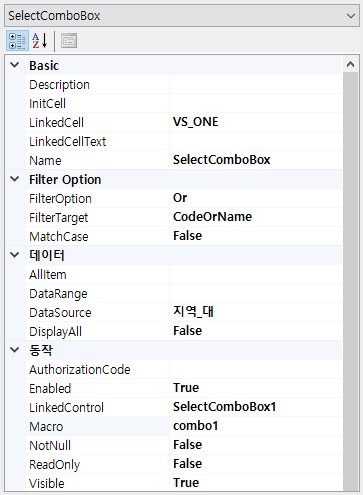 SelectComboBox
Basic
Description
InitCell
LinkedCell VS_ONE
LinkedCellText
Name SelectComboBox
Filter Option
FilterOption Or
FilterTarget CodeOrName
MatchCase False
데이터
AllItem
DataRange
DataSource 지역_대
DisplayAll False
동작
AuthorizationCode
Enabled True
LinkedControl SelectComboBox1
Macro combo1
NotNull False
ReadOnly False
Visible True